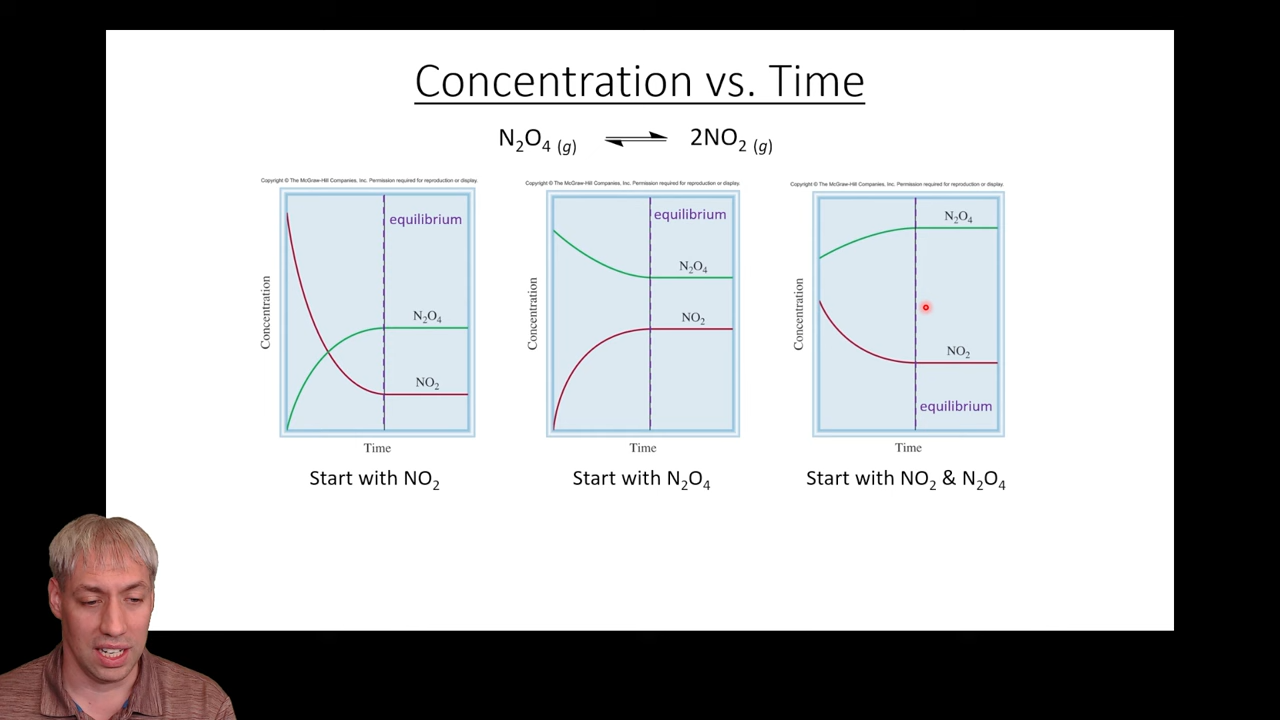 Concentration vs. Time
N₂O₄ (g) ⇌ 2NO₂ (g)
Copyright © The McGraw-Hill Companies, Inc. Permission required for reproduction or display.
equilibrium
N₂O₄
NO₂
Concentration
Time
Start with NO₂
Copyright © The McGraw-Hill Companies, Inc. Permission required for reproduction or display.
equilibrium
N₂O₄
NO₂
Concentration
Time
Start with N₂O₄
Copyright © The McGraw-Hill Companies, Inc. Permission required for reproduction or display.
N₂O₄
NO₂
equilibrium
Concentration
Time
Start with NO₂ & N₂O₄